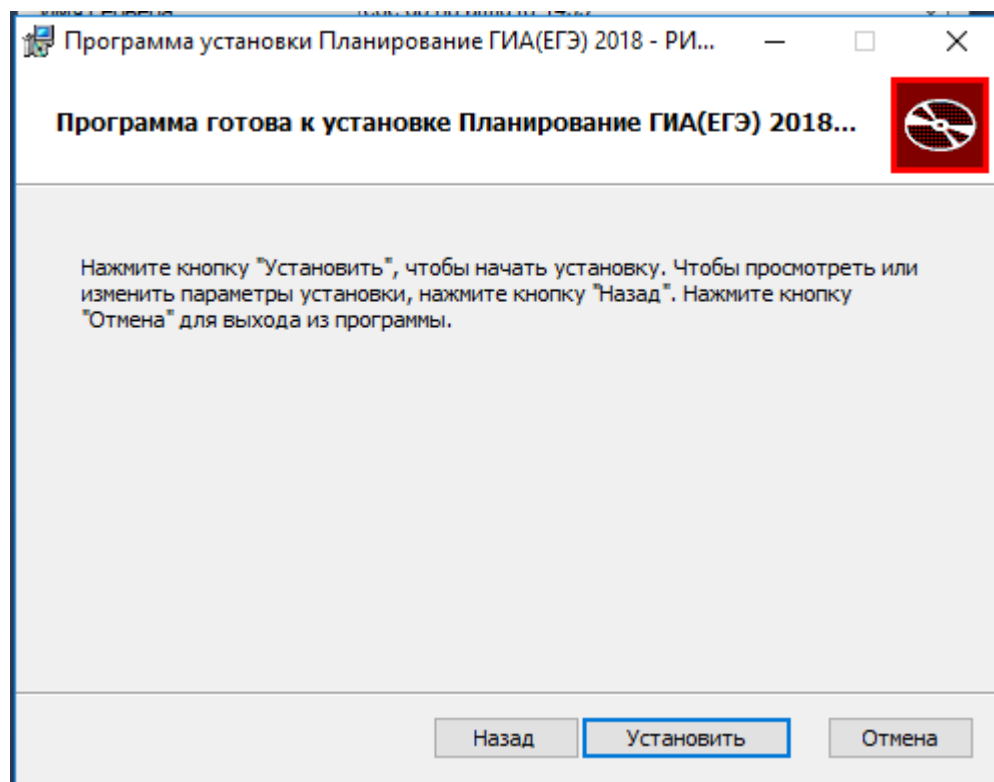 Программа установки Планирование ГИА(ЕГЭ) 2018 - РИ...
Программа готова к установке Планирование ГИА(ЕГЭ) 2018...
Нажмите кнопку "Установить", чтобы начать установку. Чтобы просмотреть или
изменить параметры установки, нажмите кнопку "Назад". Нажмите кнопку
"Отмена" для выхода из программы.
Назад
Установить
Отмена